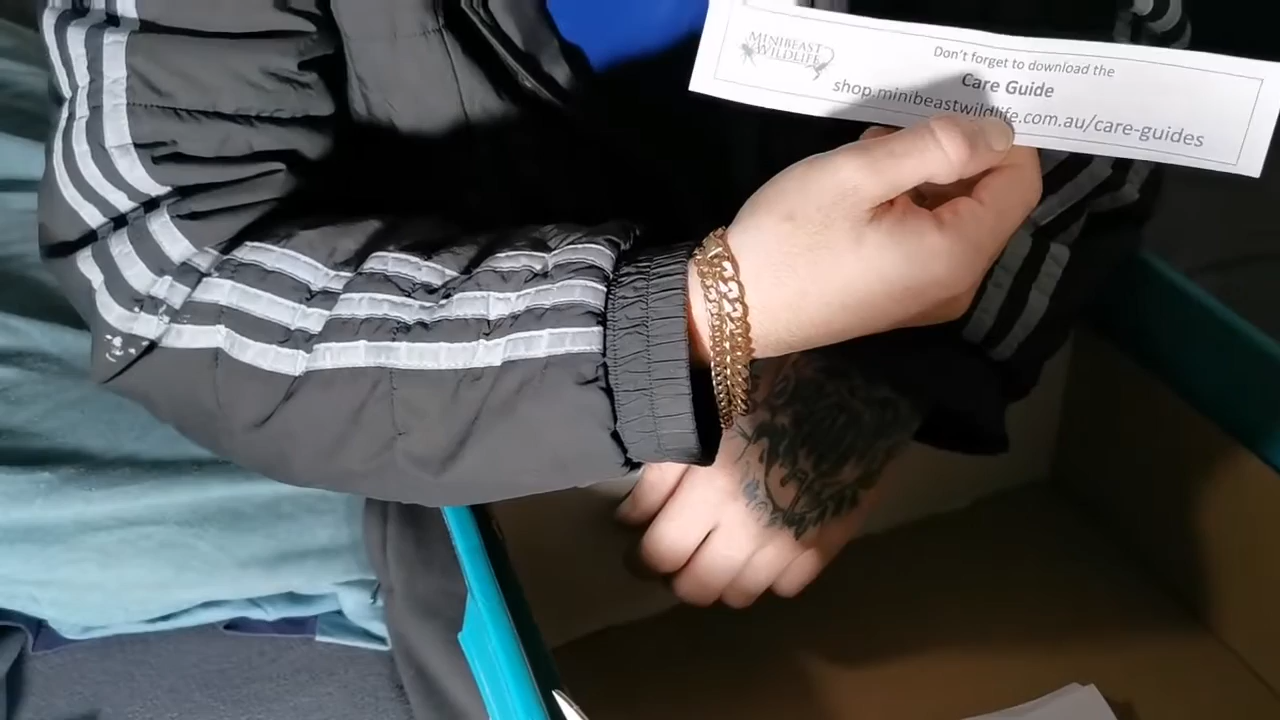 MINIBEAST
WILDLIFE
Don't forget to download the
Care Guide
shop.minibeastwildlife.com.au/care-guides